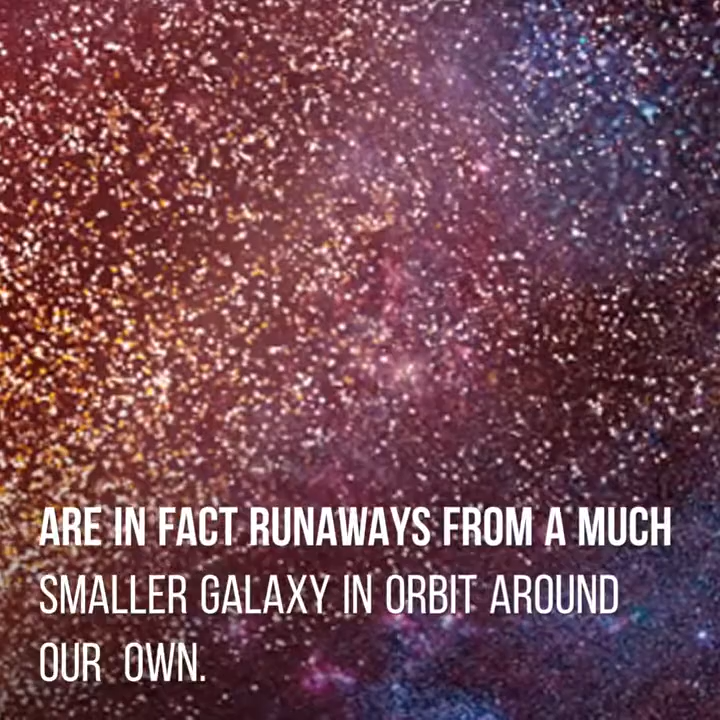 ARE IN FACT RUNAWAYS FROM A MUCH
SMALLER GALAXY IN ORBIT AROUND
OUR OWN.